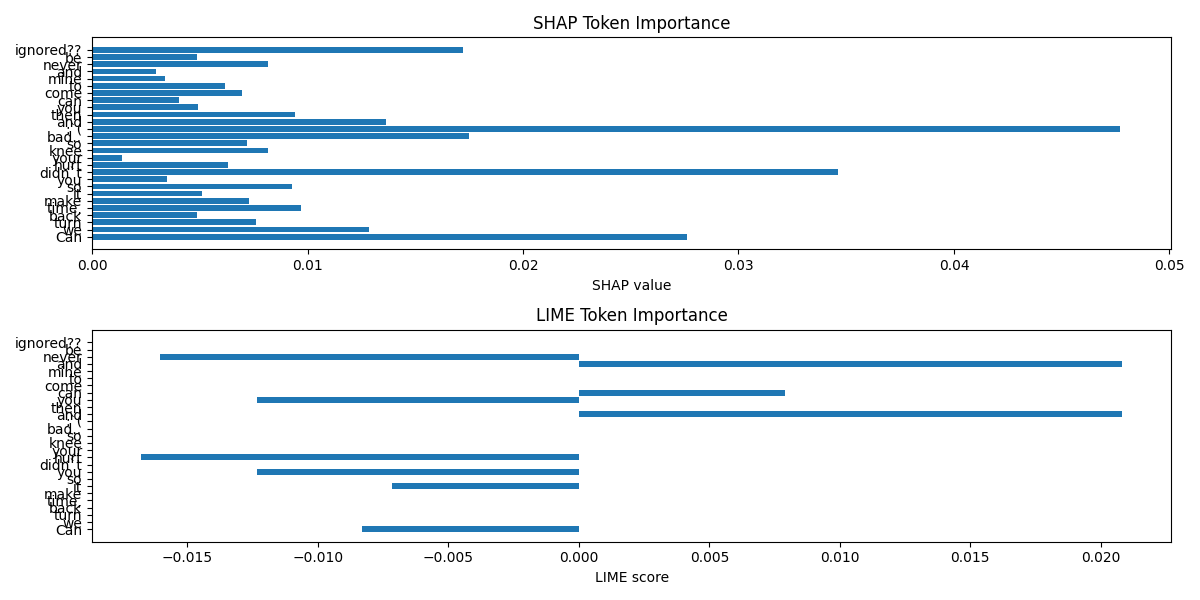 SHAP Token Importance
ignored??
be
never
and
mine
to
come
can
you
then
and
bad..
so
knee
your
hurt
you
so
it
make
back
turn
we
Can
0.00 0.01 0.02 0.03 0.04 0.05
SHAP value
LIME Token Importance
ignored??
be
never
and
mine
to
come
can
you
then
and
bad..
so
knee
your
hurt
you
so
it
make
back
turn
we
Can
−0.015 −0.010 −0.005 0.000 0.005 0.010 0.015 0.020
LIME score